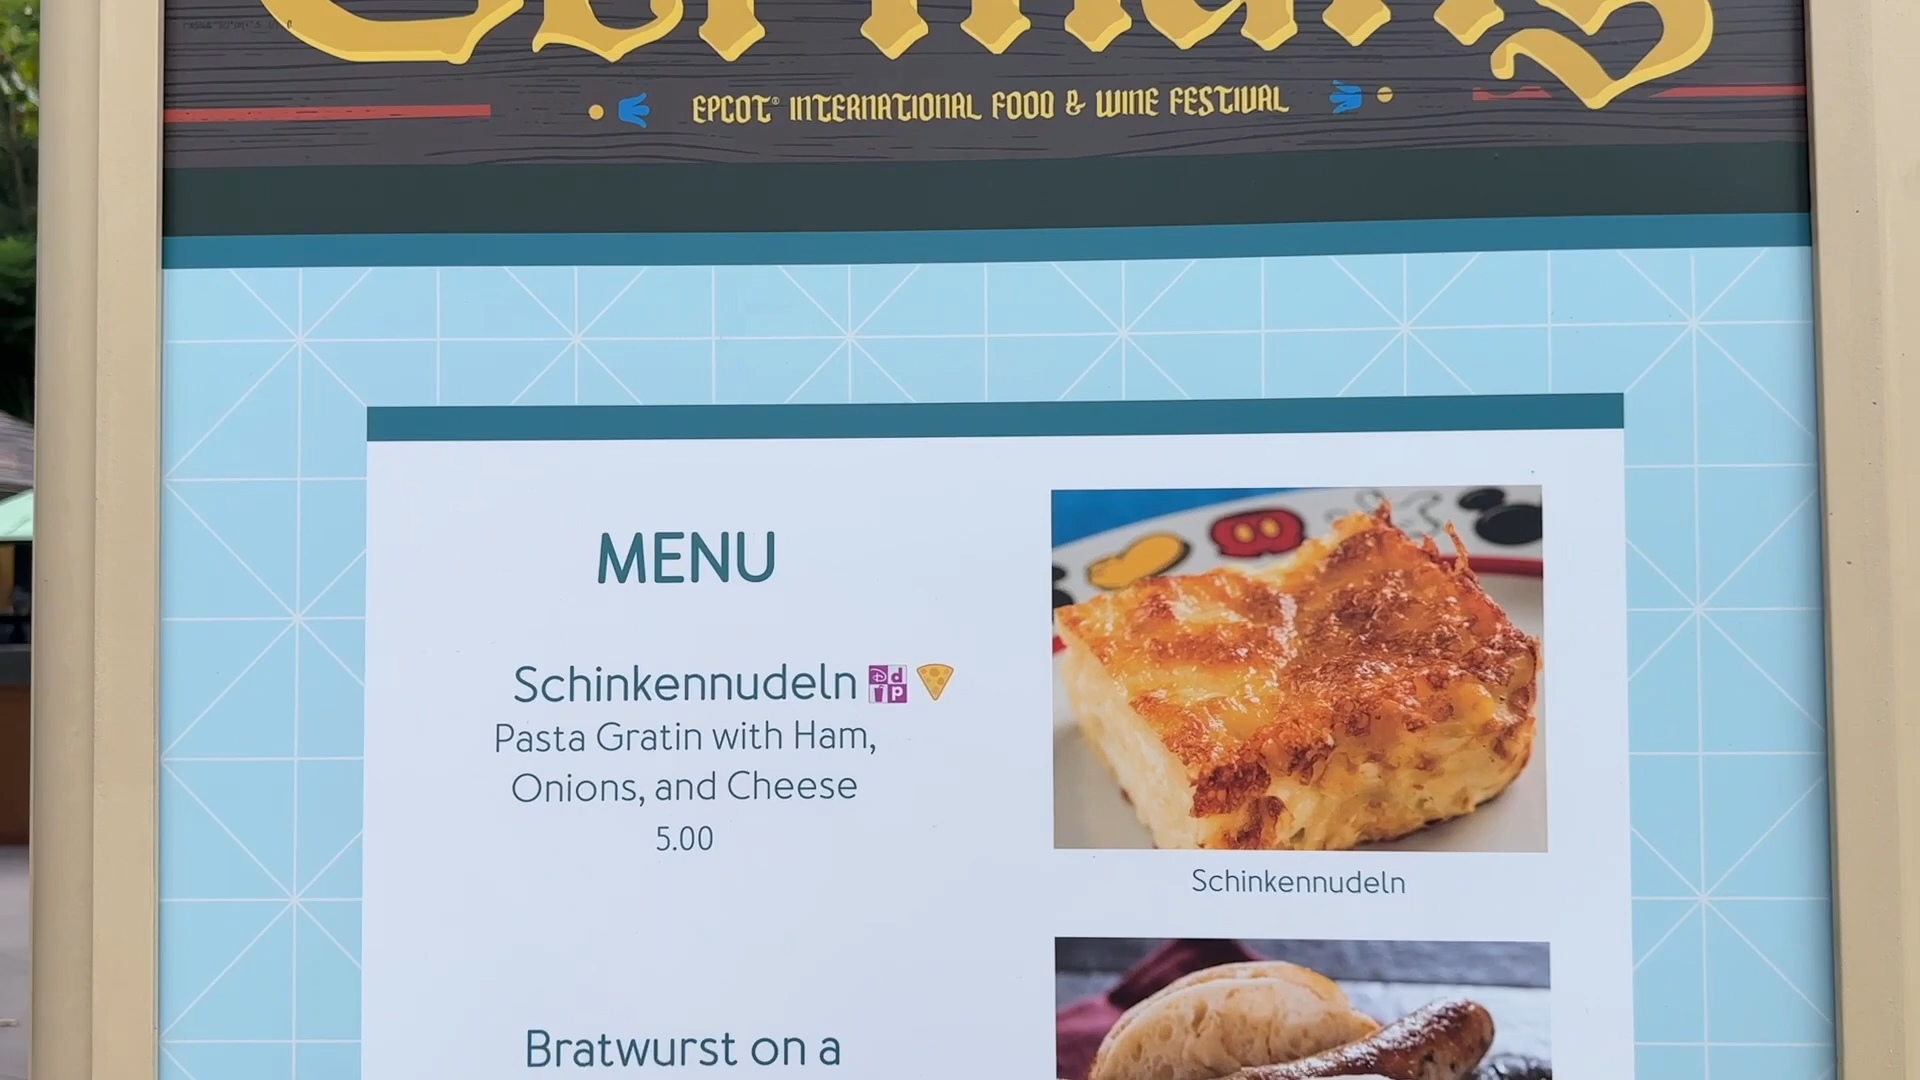 Germany
EPCOT® INTERNATIONAL FOOD & WINE FESTIVAL
MENU
Schinkennudeln
Pasta Gratin with Ham,
Onions, and Cheese
5.00
Schinkennudeln
Bratwurst on a